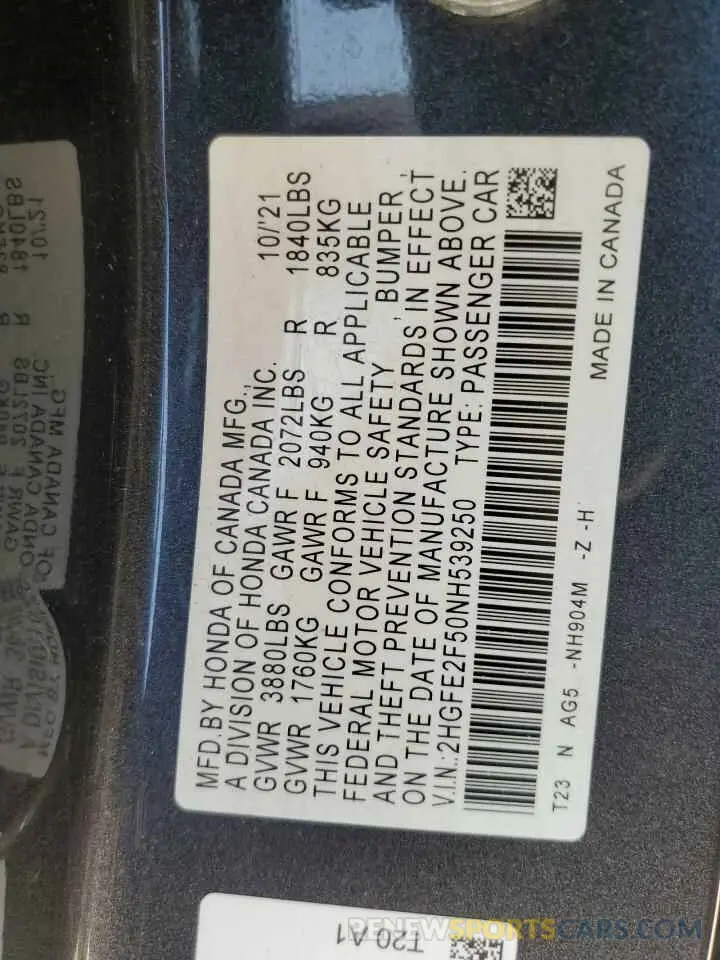 MFD.BY HONDA OF CANADA MFG., 10/'21
A DIVISION OF HONDA CANADA INC.
GVWR 3880LBS GAWR F 2072LBS R 1840LBS
GVWR 1760KG GAWR F 940KG R 835KG
THIS VEHICLE CONFORMS TO ALL APPLICABLE
FEDERAL MOTOR VEHICLE SAFETY, BUMPER,
AND THEFT PREVENTION STANDARDS IN EFFECT
ON THE DATE OF MANUFACTURE SHOWN ABOVE.
V.I.N.:2HGFE2F50NH539250 TYPE: PASSENGER CAR
T23 N AG5 -NH904M -Z -H
MADE IN CANADA
T20 A1
RENEWSPORTSCARS.COM